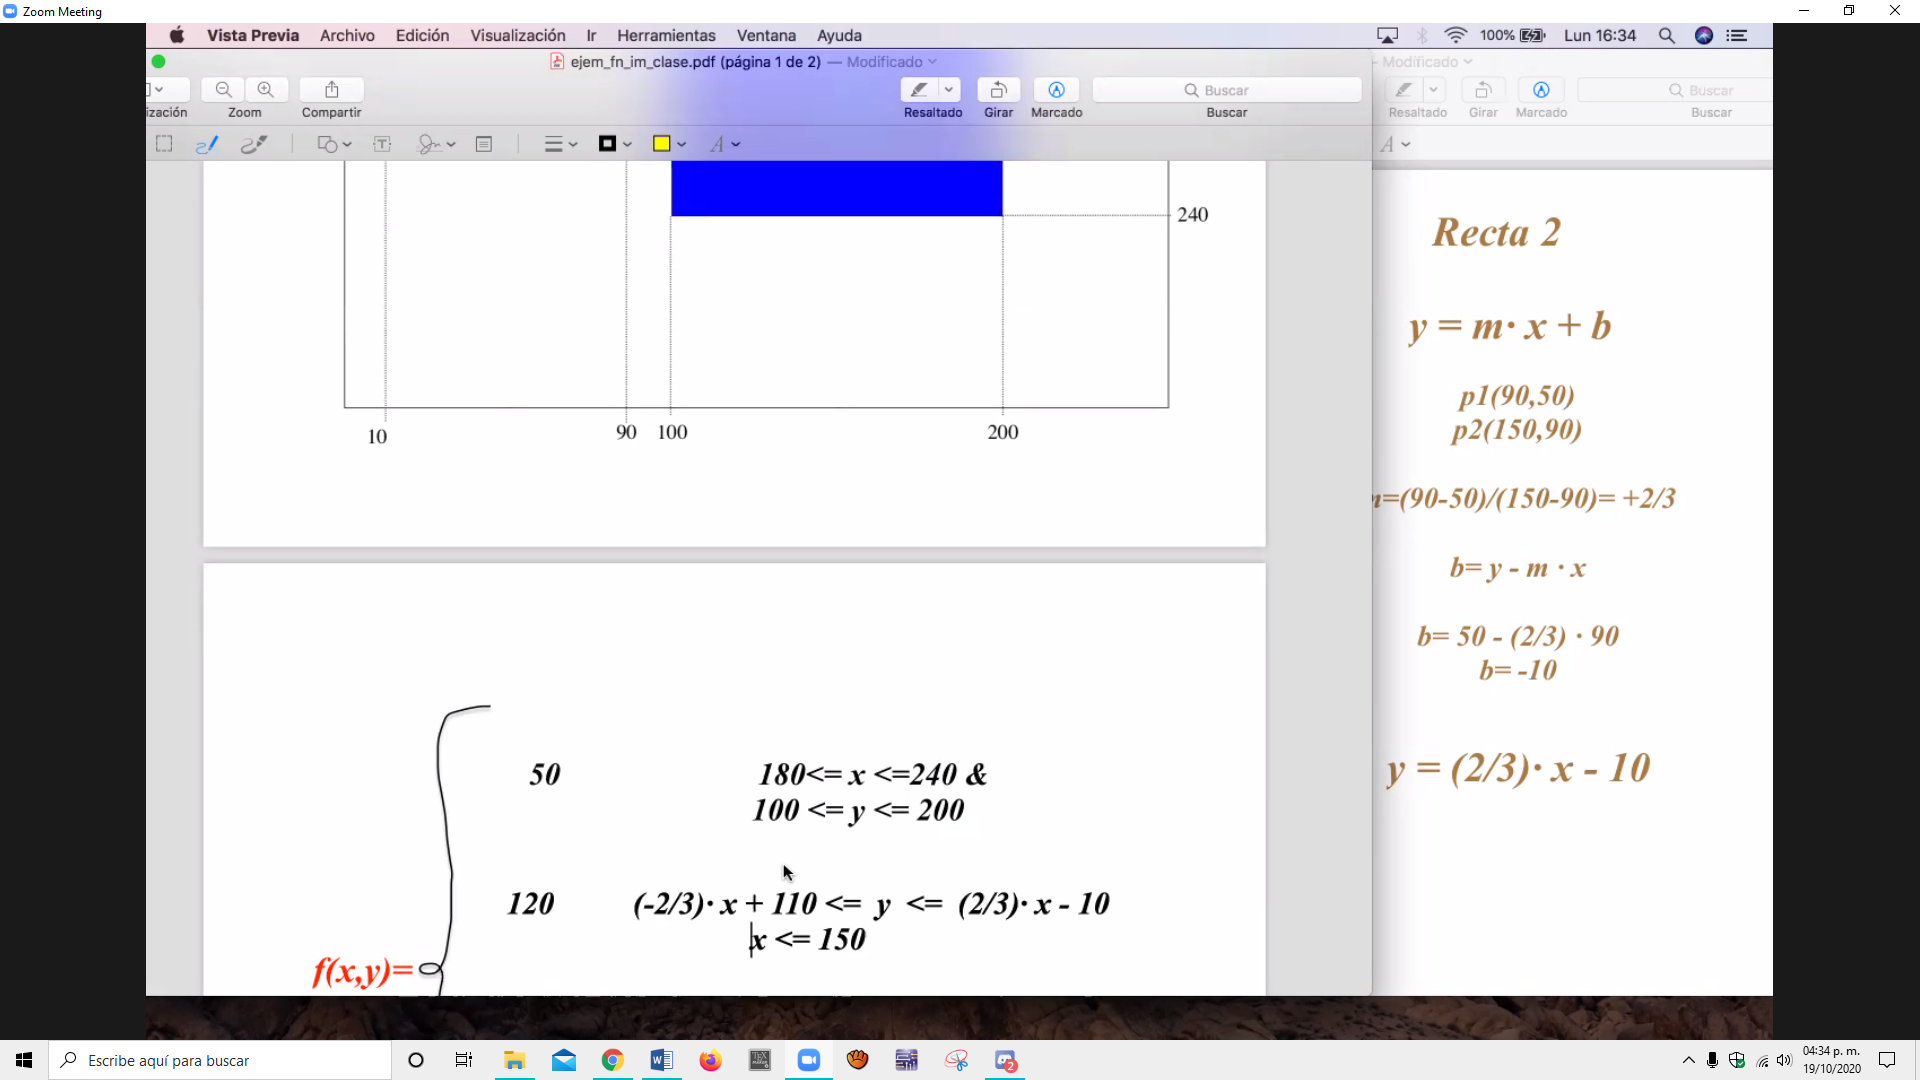 Zoom Meeting
Vista Previa Archivo Edición Visualización Ir Herramientas Ventana Ayuda
100% Lun 16:34
ejem_fn_im_clase.pdf (página 1 de 2) — Modificado
— Modificado
Buscar
Buscar
ización Zoom Compartir Resaltado Girar Marcado Buscar
Resaltado Girar Marcado Buscar
240
10 90 100 200
50 180<= x <=240 &
100 <= y <= 200
120 (-2/3)· x + 110 <= y <= (2/3)· x - 10
x <= 150
f(x,y)=
Recta 2
y = m· x + b
p1(90,50)
p2(150,90)
=(90-50)/(150-90)= +2/3
b= y - m · x
b= 50 - (2/3) · 90
b= -10
y = (2/3)· x - 10
Escribe aquí para buscar
2
04:34 p. m.
19/10/2020